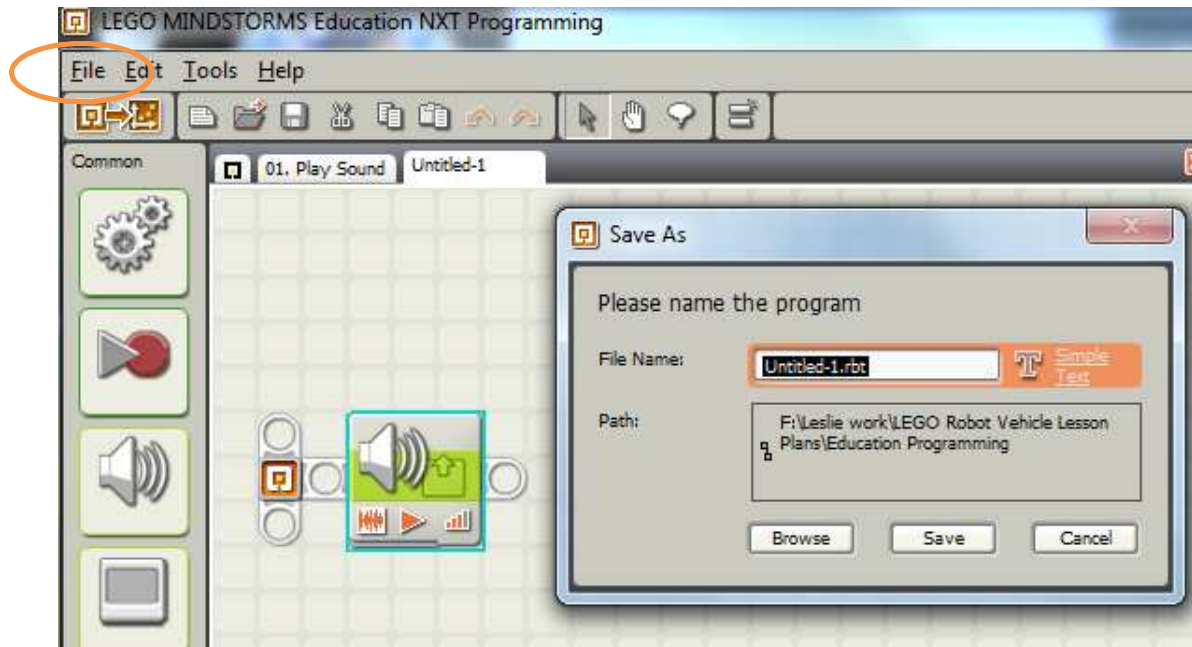 LEGO MINDSTORMS Education NXT Programming
File Edit Tools Help
Common
01. Play Sound Untitled-1
Save As
Please name the program
File Name: Untitled-1.rbt Simple
Text
Path: F:\Leslie work\LEGO Robot Vehicle Lesson
Plans\Education Programming
Browse Save Cancel